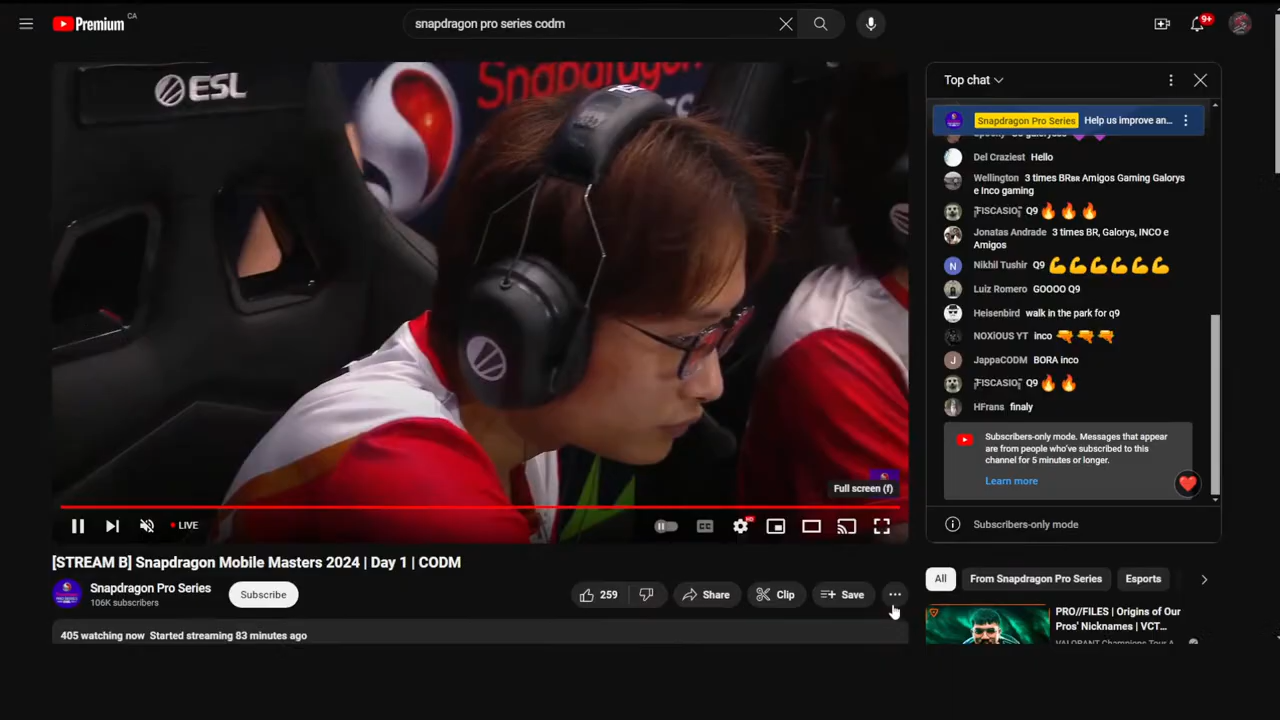 Premium CA
snapdragon pro series codm
9+
ESL
Snapdragon
Full screen (f)
LIVE
CC
HD
[STREAM B] Snapdragon Mobile Masters 2024 | Day 1 | CODM
Snapdragon Pro Series
106K subscribers
Subscribe
259
Share
Clip
Save
405 watching now Started streaming 83 minutes ago
Top chat
Snapdragon Pro Series Help us improve an...
Del Craziest Hello
Wellington 3 times BRBR Amigos Gaming Galorys
e Inco gaming
FISCASIO Q9 🔥🔥🔥
Jonatas Andrade 3 times BR, Galorys, INCO e
Amigos
N Nikhil Tushir Q9 💪💪💪💪💪💪
Luiz Romero GOOOO Q9
Heisenbird walk in the park for q9
NOXIOUS YT inco 🔫🔫🔫
J JappaCODM BORA inco
FISCASIO Q9 🔥🔥
HFrans finaly
Subscribers-only mode. Messages that appear
are from people who've subscribed to this
channel for 5 minutes or longer.
Learn more
Subscribers-only mode
All
From Snapdragon Pro Series
Esports
PRO//FILES | Origins of Our
Pros' Nicknames | VCT...
VALORANT Champions Tour